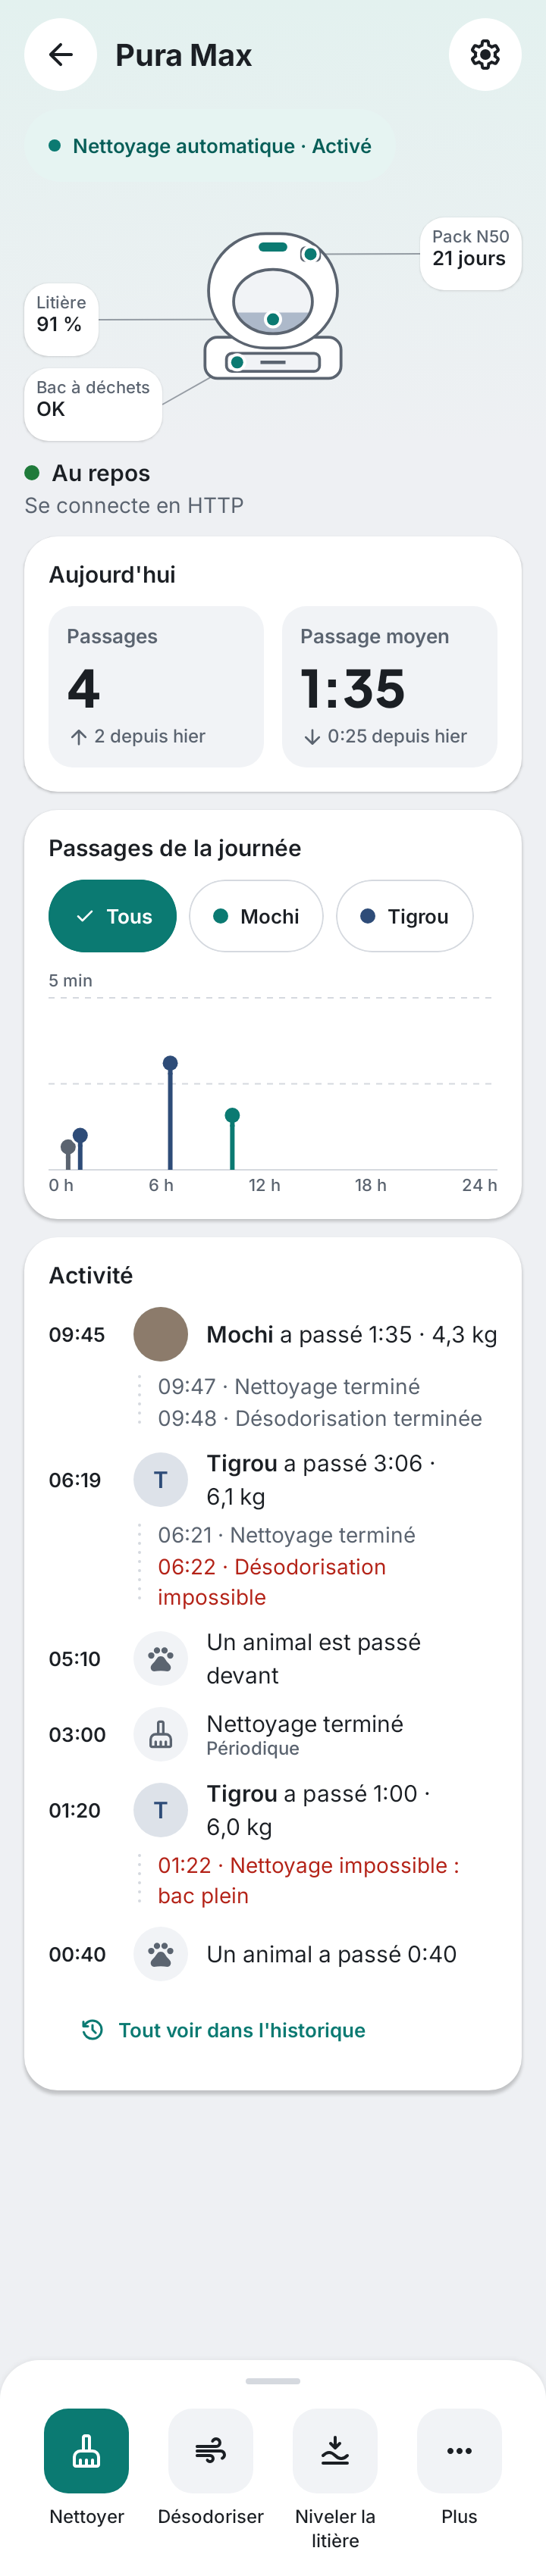 Pura Max
Nettoyage automatique · Activé
Pack N50
21 jours
Litière
91 %
Bac à déchets
OK
Au repos
Se connecte en HTTP
Aujourd'hui
Passages
4
2 depuis hier
Passage moyen
1:35
0:25 depuis hier
Passages de la journée
Tous
Mochi
Tigrou
5 min
0 h
6 h
12 h
18 h
24 h
Activité
09:45
Mochi a passé 1:35 · 4,3 kg
09:47 · Nettoyage terminé
09:48 · Désodorisation terminée
06:19
T
Tigrou a passé 3:06 ·
6,1 kg
06:21 · Nettoyage terminé
06:22 · Désodorisation
impossible
05:10
Un animal est passé
devant
03:00
Nettoyage terminé
Périodique
01:20
T
Tigrou a passé 1:00 ·
6,0 kg
01:22 · Nettoyage impossible :
bac plein
00:40
Un animal a passé 0:40
Tout voir dans l'historique
Nettoyer
Désodoriser
Niveler la
litière
Plus